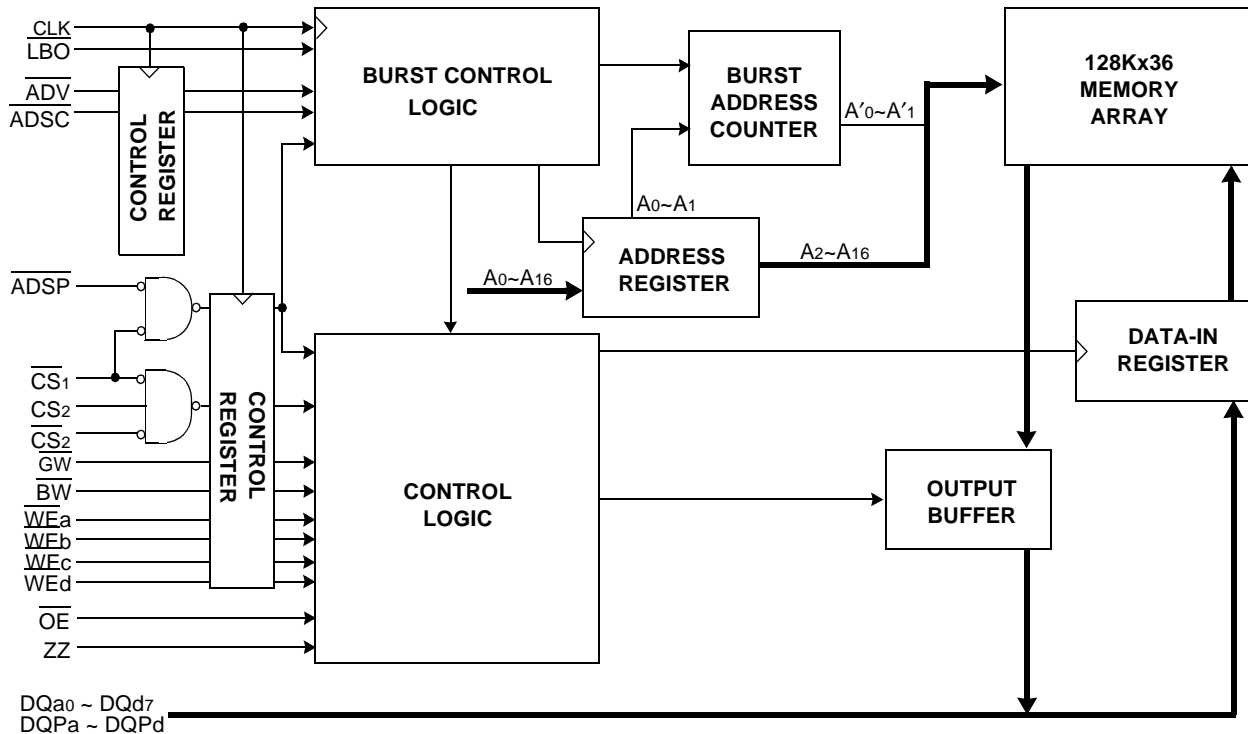 CLK
LBO
ADV
ADSC
CONTROL
REGISTER
BURST CONTROL
LOGIC
BURST
ADDRESS
COUNTER
A′0~A′1
128Kx36
MEMORY
ARRAY
A0~A1
ADDRESS
REGISTER
A2~A16
A0~A16
ADSP
CS1
CS2
CS2
GW
BW
WEa
WEb
WEc
WEd
OE
ZZ
CONTROL
REGISTER
CONTROL
LOGIC
DATA-IN
REGISTER
OUTPUT
BUFFER
DQa0 ~ DQd7
DQPa ~ DQPd